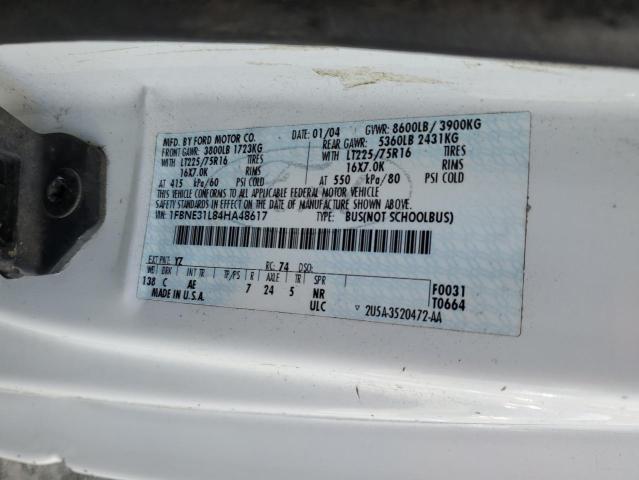 MFD. BY FORD MOTOR CO. DATE: 01/04 GVWR: 8600LB / 3900KG
FRONT GAWR: 3800LB 1723KG REAR GAWR: 5360LB 2431KG
WITH LT225/75R16 TIRES WITH LT225/75R16 TIRES
16X7.0K RIMS 16X7.0K RIMS
AT 415 kPa/60 PSI COLD AT 550 kPa/80 PSI COLD
THIS VEHICLE CONFORMS TO ALL APPLICABLE FEDERAL MOTOR VEHICLE
SAFETY STANDARDS IN EFFECT ON THE DATE OF MANUFACTURE SHOWN ABOVE.
VIN: 1FBNE31L84HA48617 TYPE: BUS(NOT SCHOOLBUS)
EXT PNT: YZ RC: 74 DSO:
WB BRK INT TR TP/PS R AXLE TR SPR F0031
138 C AE 7 24 5 NR T0664
MADE IN U.S.A. ULC ▽ 2U5A-3520472-AA